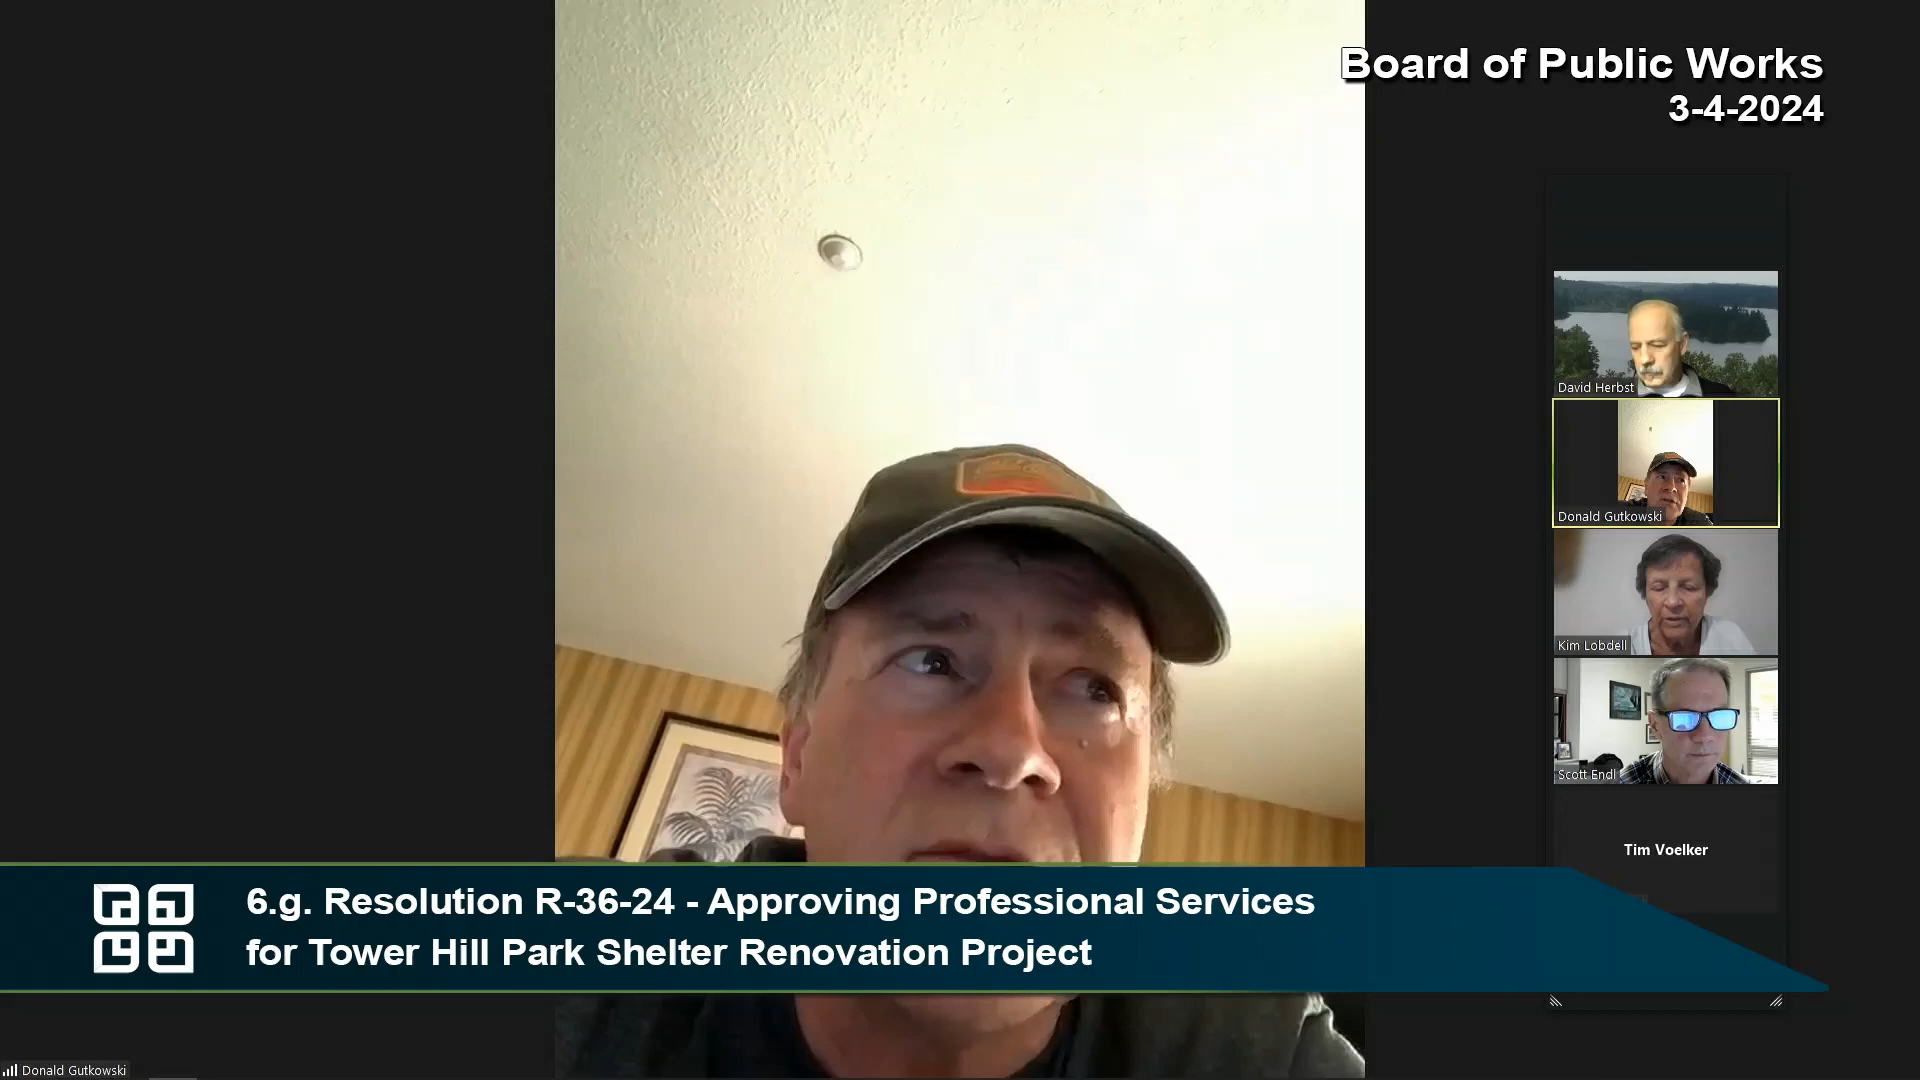 Board of Public Works
3-4-2024
David Herbst
Donald Gutkowski
Kim Lobdell
Scott Endl
Tim Voelker
6.g. Resolution R-36-24 - Approving Professional Services
for Tower Hill Park Shelter Renovation Project
Donald Gutkowski